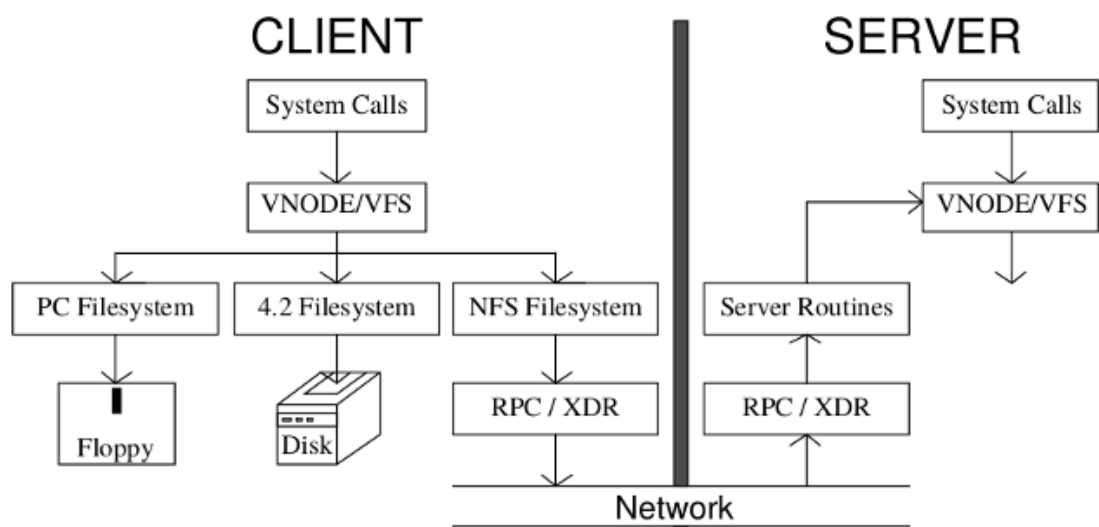 CLIENT
SERVER
System Calls
System Calls
VNODE/VFS
VNODE/VFS
PC Filesystem
4.2 Filesystem
NFS Filesystem
Server Routines
Floppy
Disk
RPC / XDR
RPC / XDR
Network